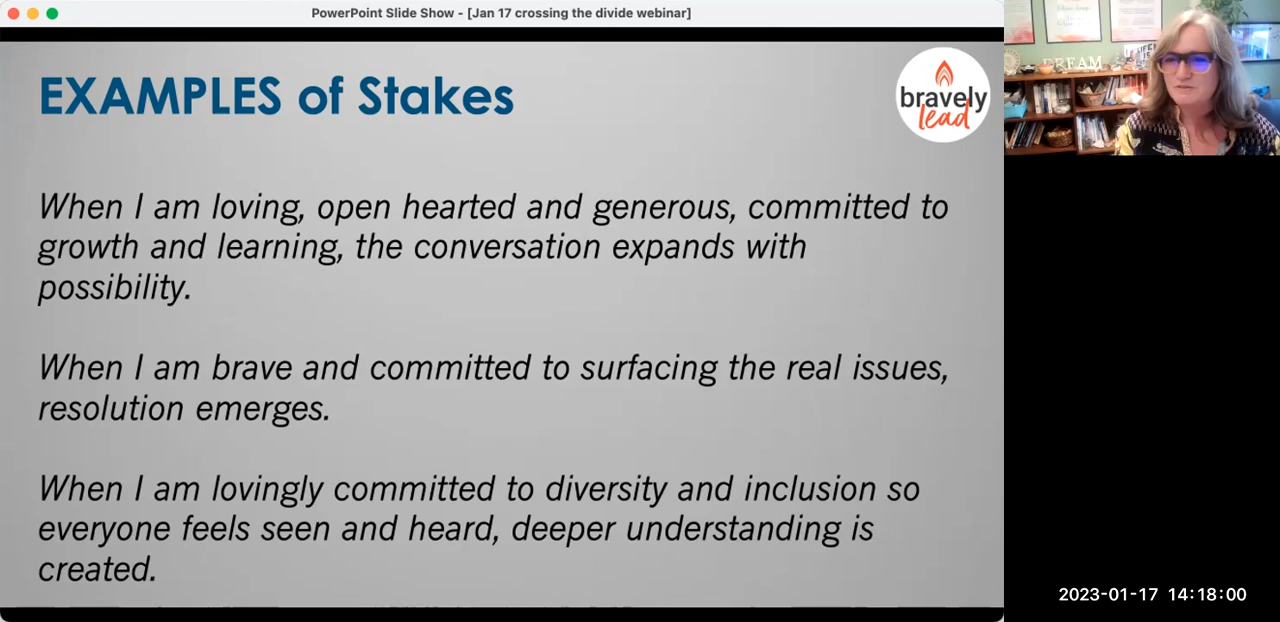 PowerPoint Slide Show - [Jan 17 crossing the divide webinar]
EXAMPLES of Stakes
bravely
lead
DREAM
When I am loving, open hearted and generous, committed to
growth and learning, the conversation expands with
possibility.
When I am brave and committed to surfacing the real issues,
resolution emerges.
When I am lovingly committed to diversity and inclusion so
everyone feels seen and heard, deeper understanding is
created.
2023-01-17 14:18:00